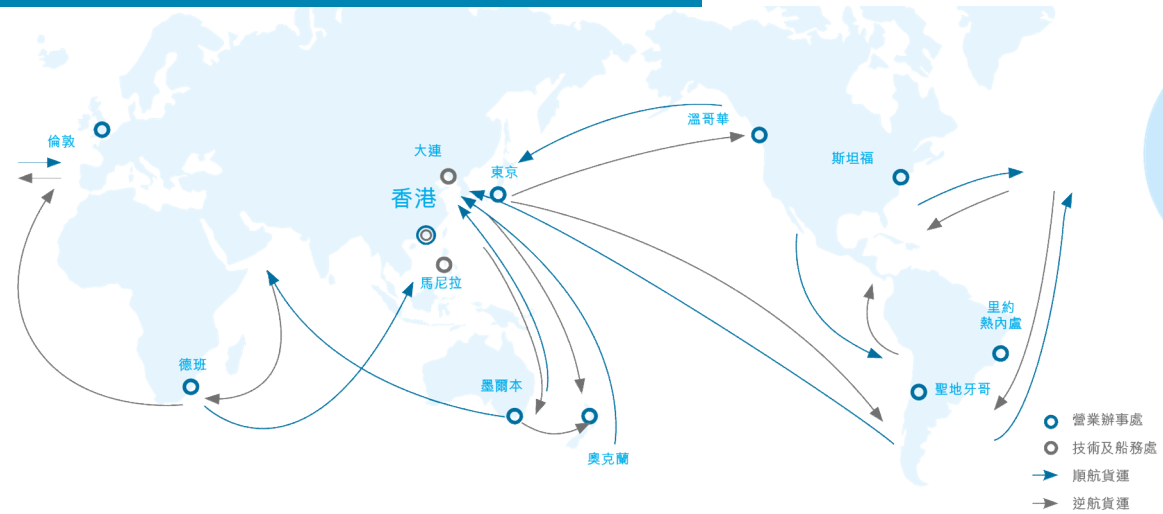 溫哥華
倫敦
大連
斯坦福
東京
香港
馬尼拉
里約
熱內盧
德班
墨爾本
聖地牙哥
奧克蘭
營業辦事處
技術及船務處
順航貨運
逆航貨運